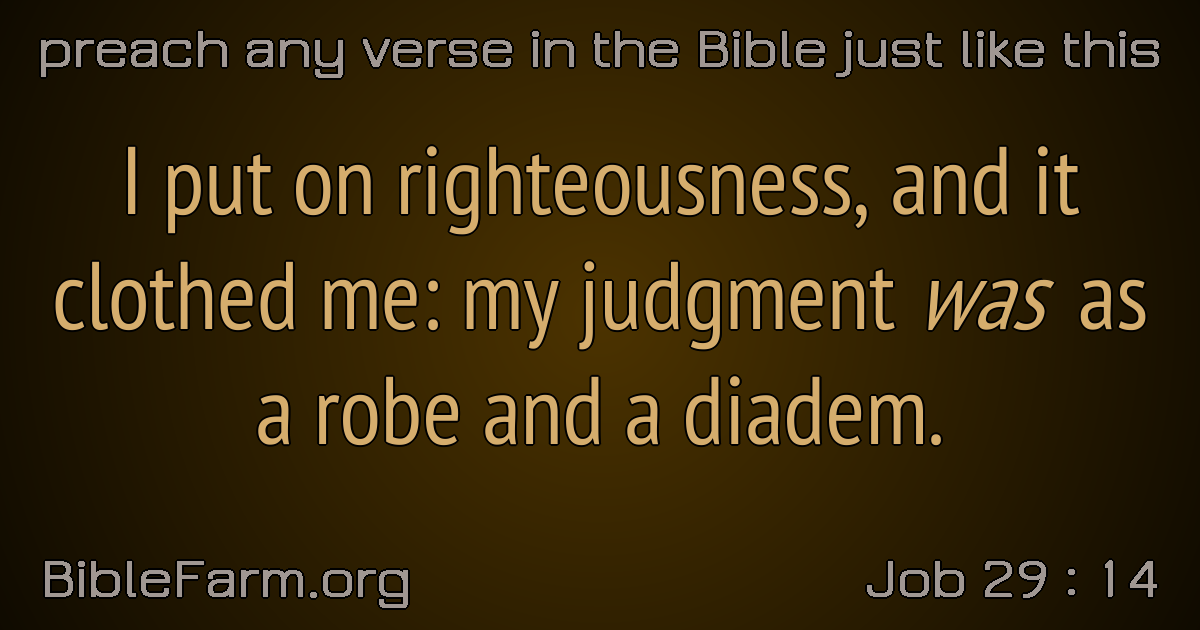 preach any verse in the Bible just like this
I put on righteousness, and it
clothed me: my judgment was as
a robe and a diadem.
BibleFarm.org
Job 29 : 14